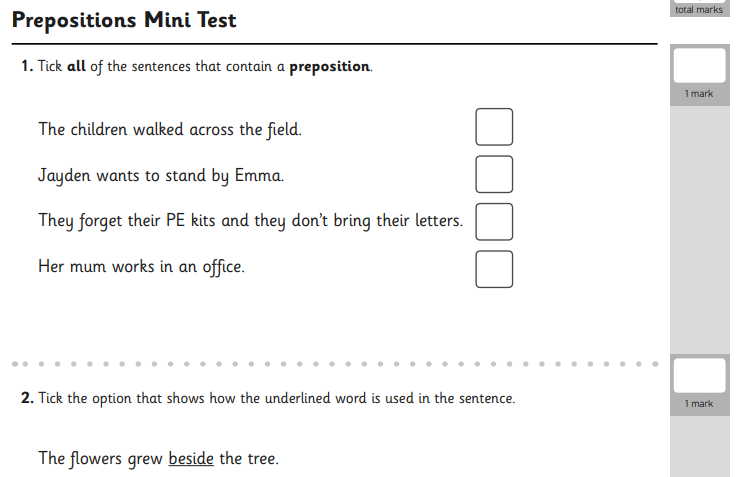 total marks
Prepositions Mini Test
1. Tick all of the sentences that contain a preposition.
1 mark
The children walked across the field.
Jayden wants to stand by Emma.
They forget their PE kits and they don't bring their letters.
Her mum works in an office.
2. Tick the option that shows how the underlined word is used in the sentence.
1 mark
The flowers grew beside the tree.